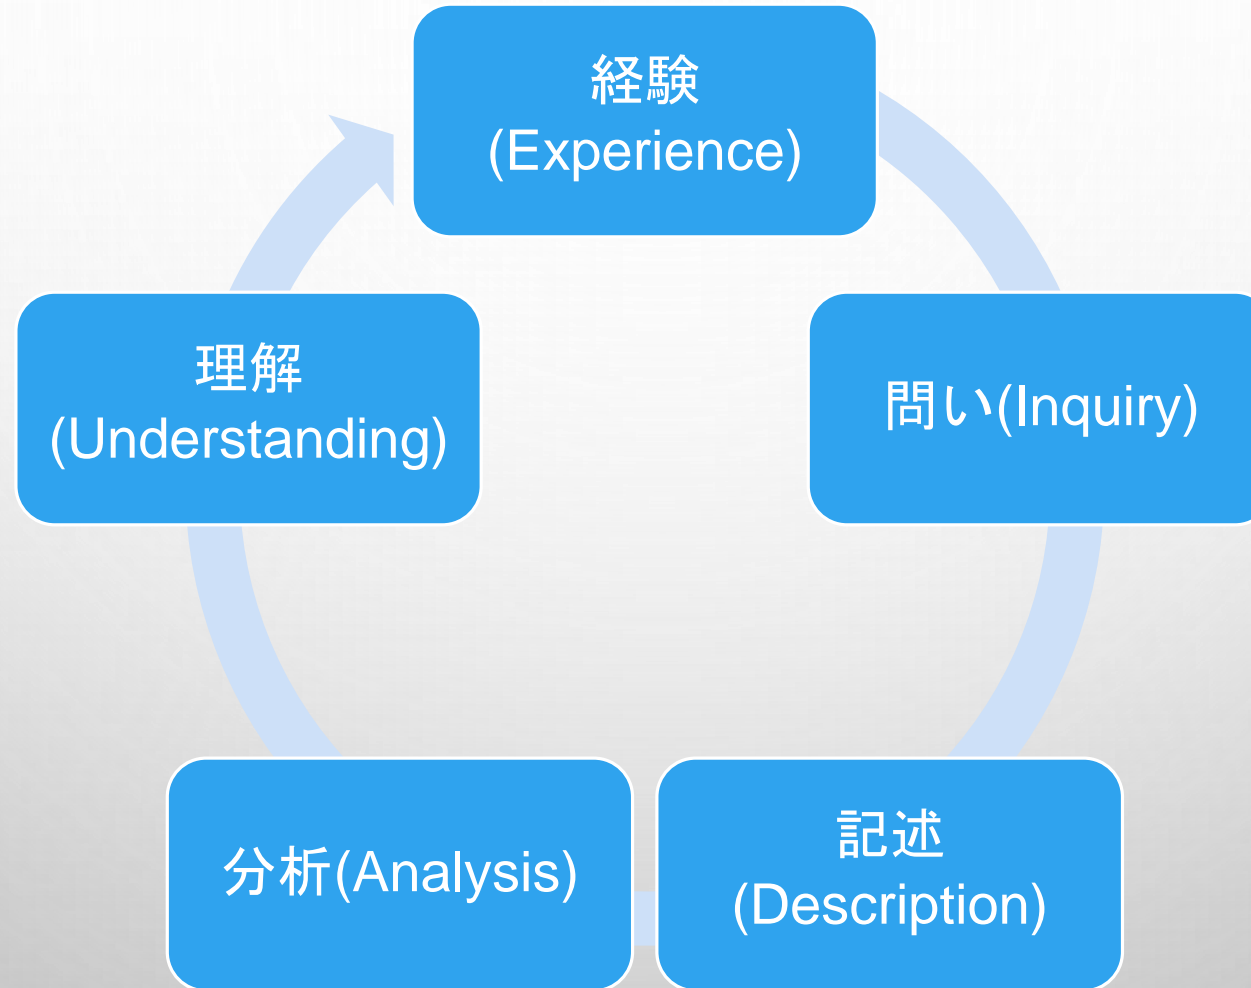 経験
(Experience)
問い(Inquiry)
記述
(Description)
分析(Analysis)
理解
(Understanding)